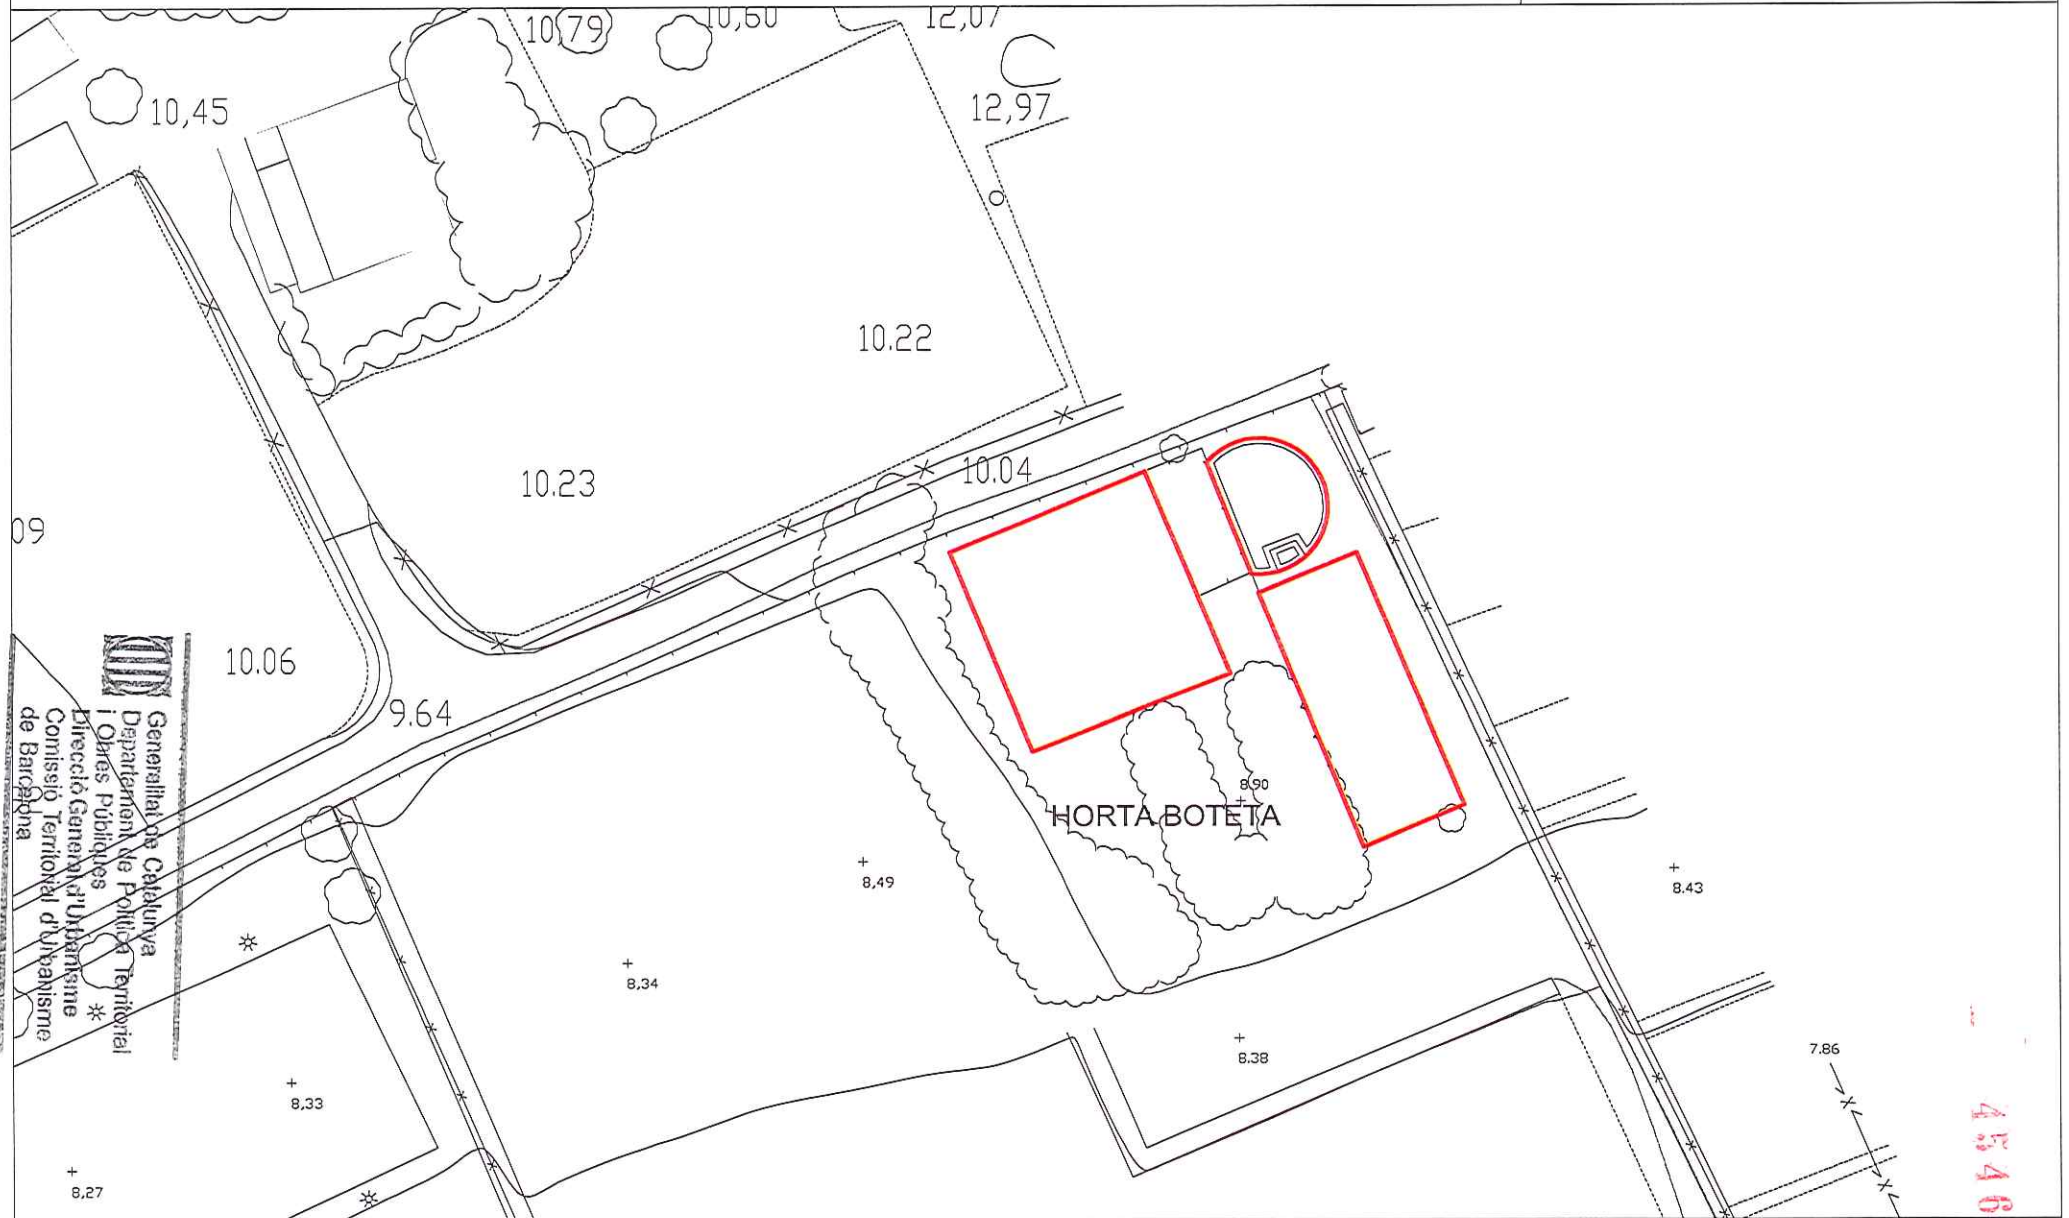 10,79
10,60
12,07
10,45
12,97
10.22
10.23
10.04
09
10.06
9.64
8.90
HORTA BOTETA
8,49
8.43
8,34
8.38
7.86
8,33
8,27
Generalitat de Catalunya
Departament de Política Territorial
i Obres Públiques
Direcció General d'Urbanisme
Comissió Territorial d'Urbanisme
de Barcelona
45446